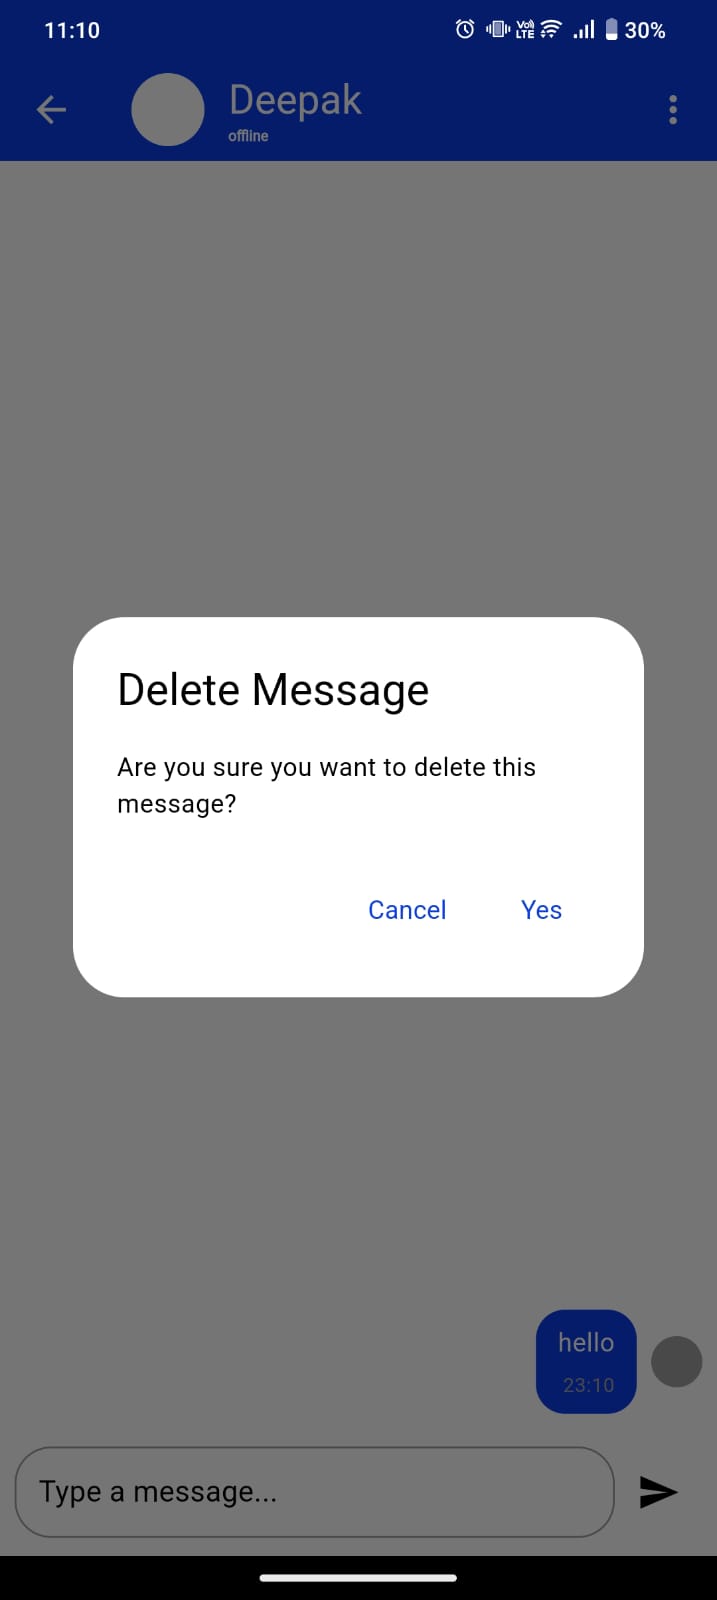 11:10
Vo) LTE 30%
Deepak
offline
Delete Message
Are you sure you want to delete this
message?
Cancel Yes
hello
23:10
Type a message...